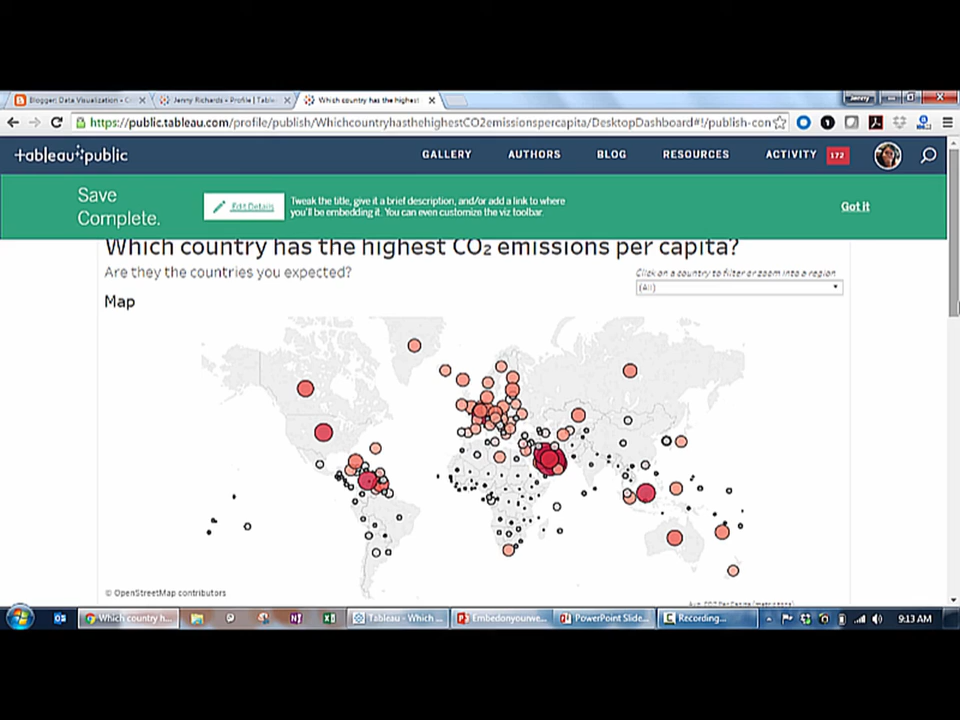 Blogger: Data Visualization - C
Jenny Richards - Profile | Table
Which country has the highest
Jenny
https://public.tableau.com/profile/publish/WhichcountryhasthehighestCO2emissionspercapita/DesktopDashboard#!/publish-con
tableau public
GALLERY
AUTHORS
BLOG
RESOURCES
ACTIVITY
172
Save
Complete.
Edit Details
Tweak the title, give it a brief description, and/or add a link to where
you'll be embedding it. You can even customize the viz toolbar.
Got it
Which country has the highest CO₂ emissions per capita?
Are they the countries you expected?
Click on a country to filter or zoom into a region
(All)
Map
© OpenStreetMap contributors
Which country h...
Tableau - Which ...
Embedonyourwe...
PowerPoint Slide...
Recording...
9:13 AM